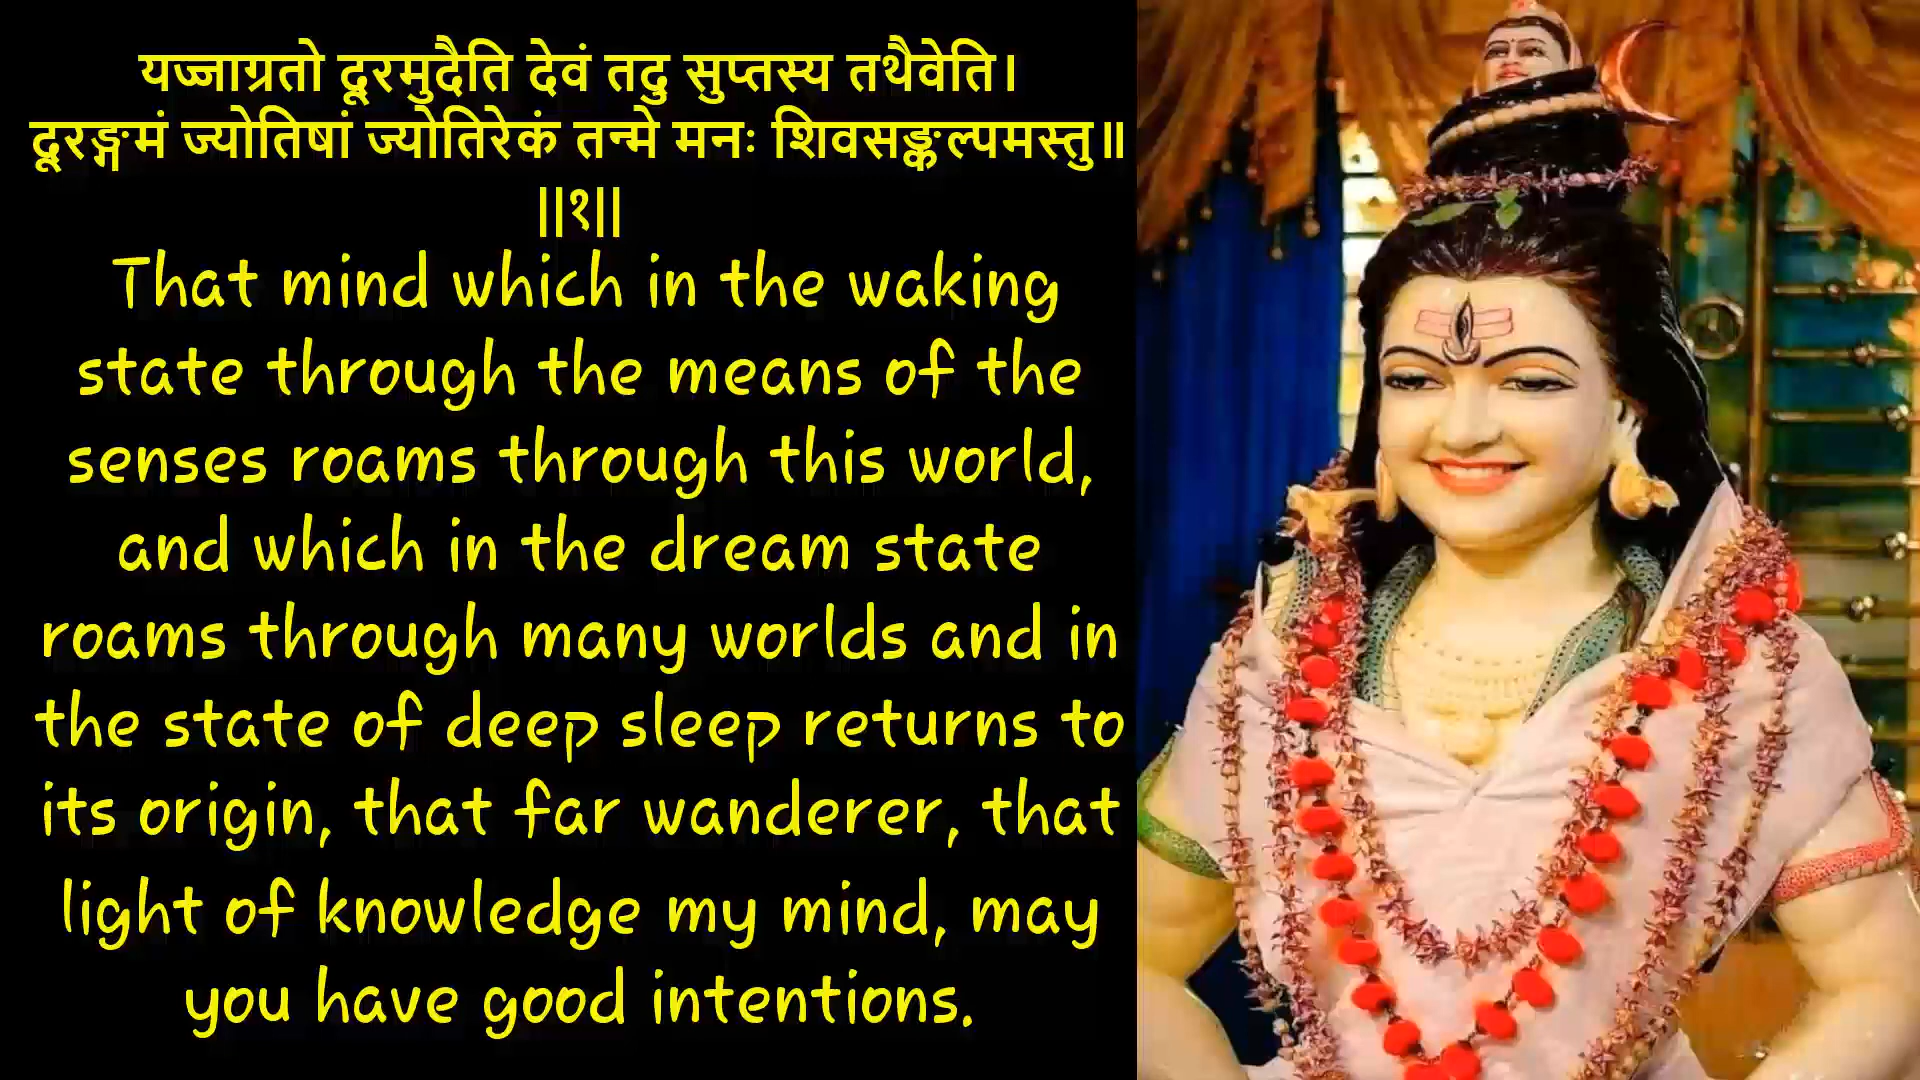 यज्जाग्रतो दूरमुदैति देवं तदु सुप्तस्य तथैवेति।
दूरङ्गमं ज्योतिषां ज्योतिरेकं तन्मे मनः शिवसङ्कल्पमस्तु॥
||१||
That mind which in the waking
state through the means of the
senses roams through this world,
and which in the dream state
roams through many worlds and in
the state of deep sleep returns to
its origin, that far wanderer, that
light of knowledge my mind, may
you have good intentions.